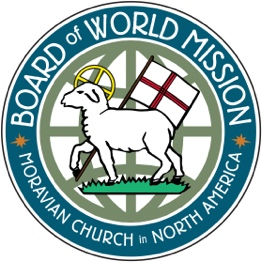 BOARD of WORLD MISSION
MORAVIAN CHURCH in NORTH AMERICA